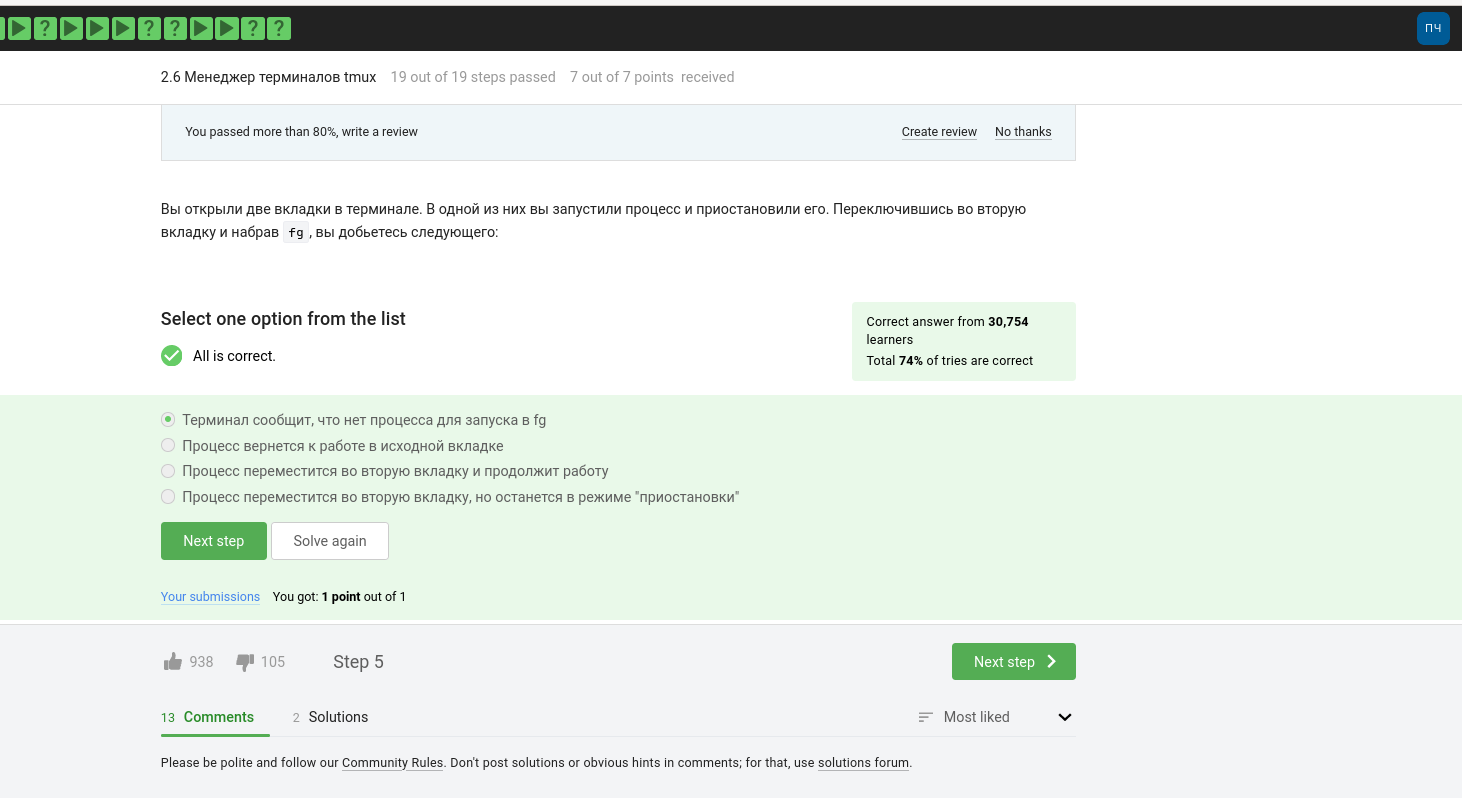 ? ? ? ? ?
ПЧ
2.6 Менеджер терминалов tmux 19 out of 19 steps passed 7 out of 7 points received
You passed more than 80%, write a review Create review No thanks
Вы открыли две вкладки в терминале. В одной из них вы запустили процесс и приостановили его. Переключившись во вторую
вкладку и набрав fg, вы добьетесь следующего:
Select one option from the list
All is correct.
Correct answer from 30,754
learners
Total 74% of tries are correct
Терминал сообщит, что нет процесса для запуска в fg
Процесс вернется к работе в исходной вкладке
Процесс переместится во вторую вкладку и продолжит работу
Процесс переместится во вторую вкладку, но останется в режиме "приостановки"
Next step Solve again
Your submissions You got: 1 point out of 1
938 105 Step 5 Next step
13 Comments 2 Solutions Most liked
Please be polite and follow our Community Rules. Don't post solutions or obvious hints in comments; for that, use solutions forum.